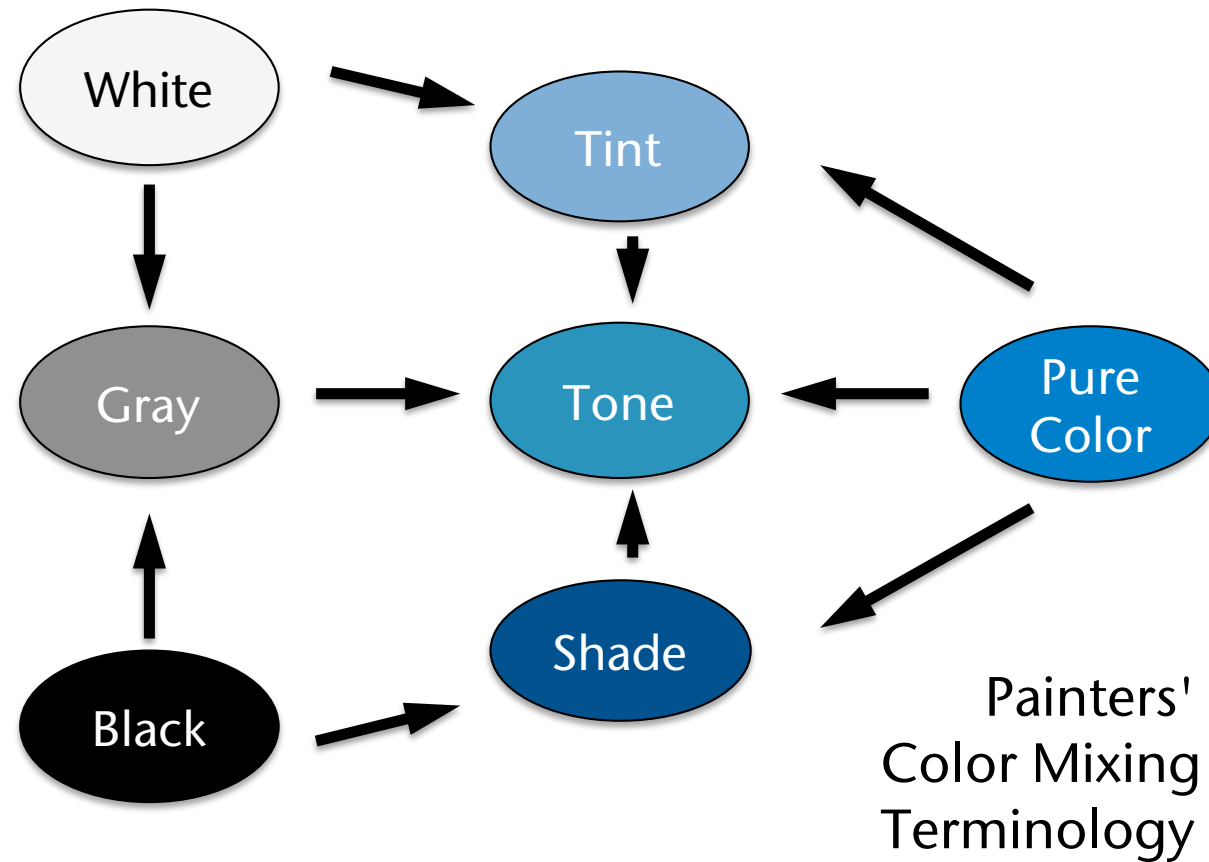 White
Tint
Gray
Tone
Pure
Color
Shade
Black
Painters'
Color Mixing
Terminology